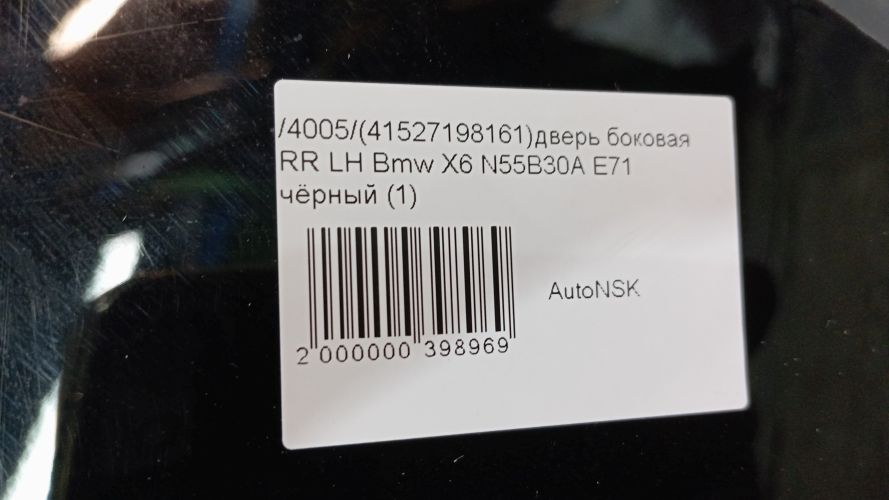 /4005/(41527198161)дверь боковая
RR LH Bmw X6 N55B30A E71
чёрный (1)
AutoNSK
2 000000 398969